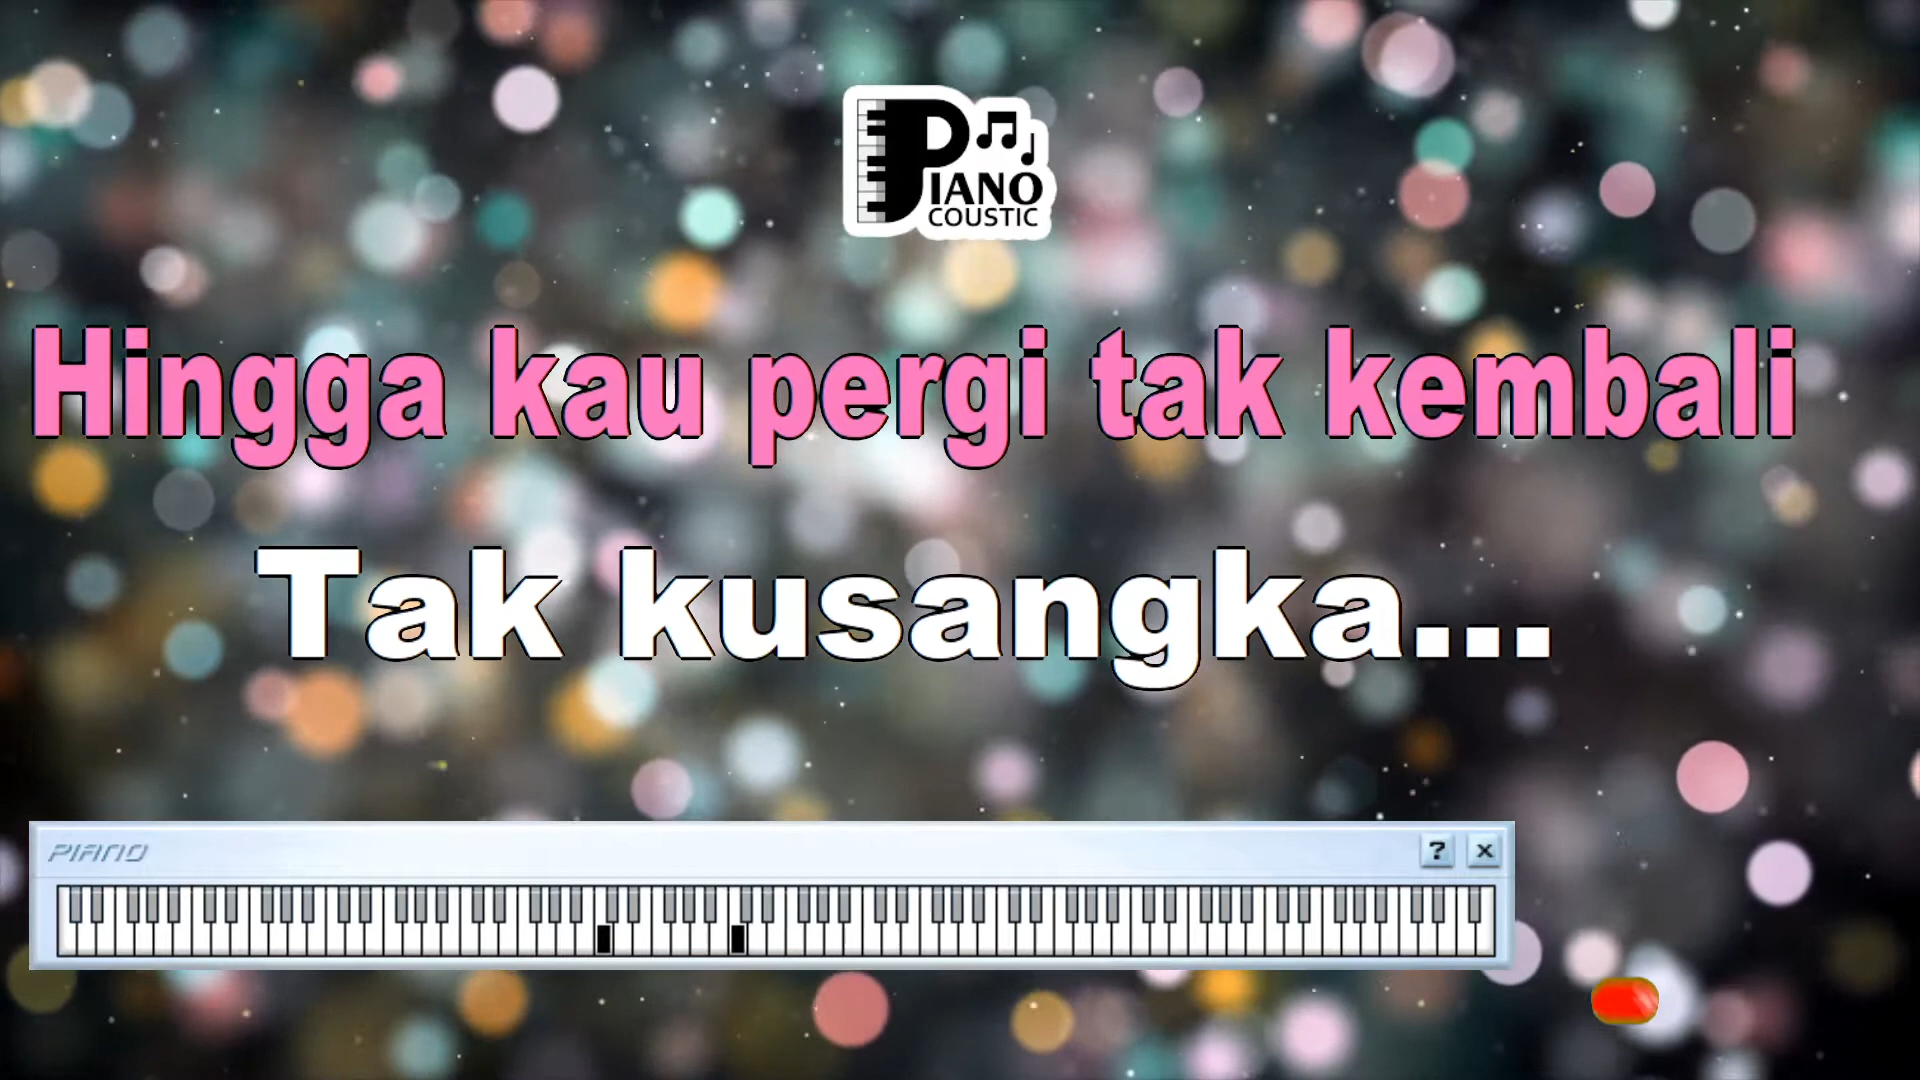 PIANO
COUSTIC
Hingga kau pergi tak kembali
Tak kusangka...
PIANO
? x